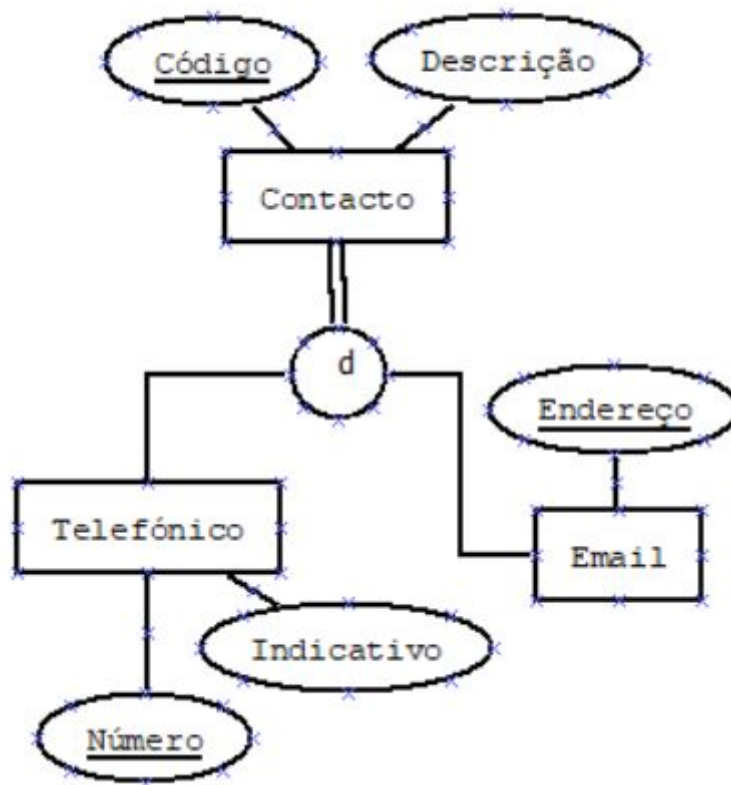 Código
Descrição
Contacto
d
Endereço
Telefónico
Email
Indicativo
Número